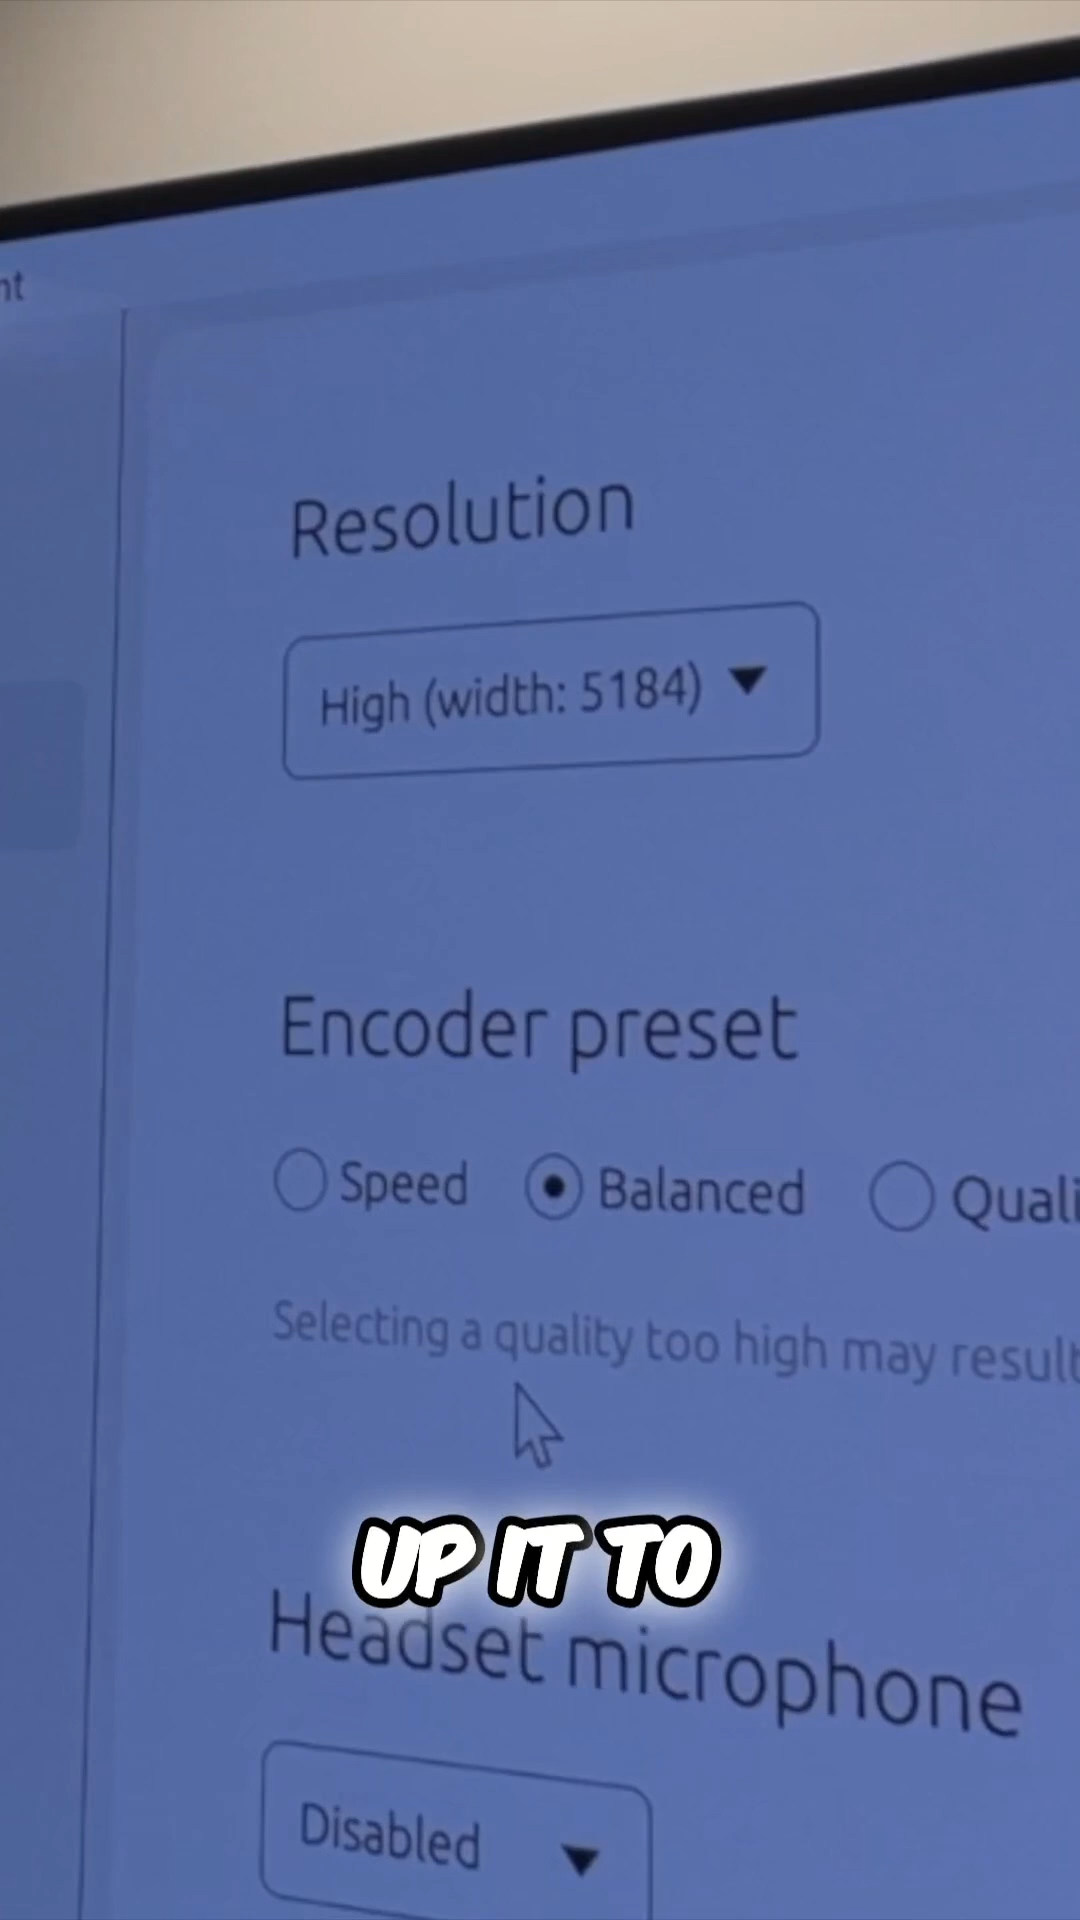 nt
Resolution
High (width: 5184)
Encoder preset
Speed Balanced Quali
Selecting a quality too high may result
UP IT TO
Headset microphone
Disabled